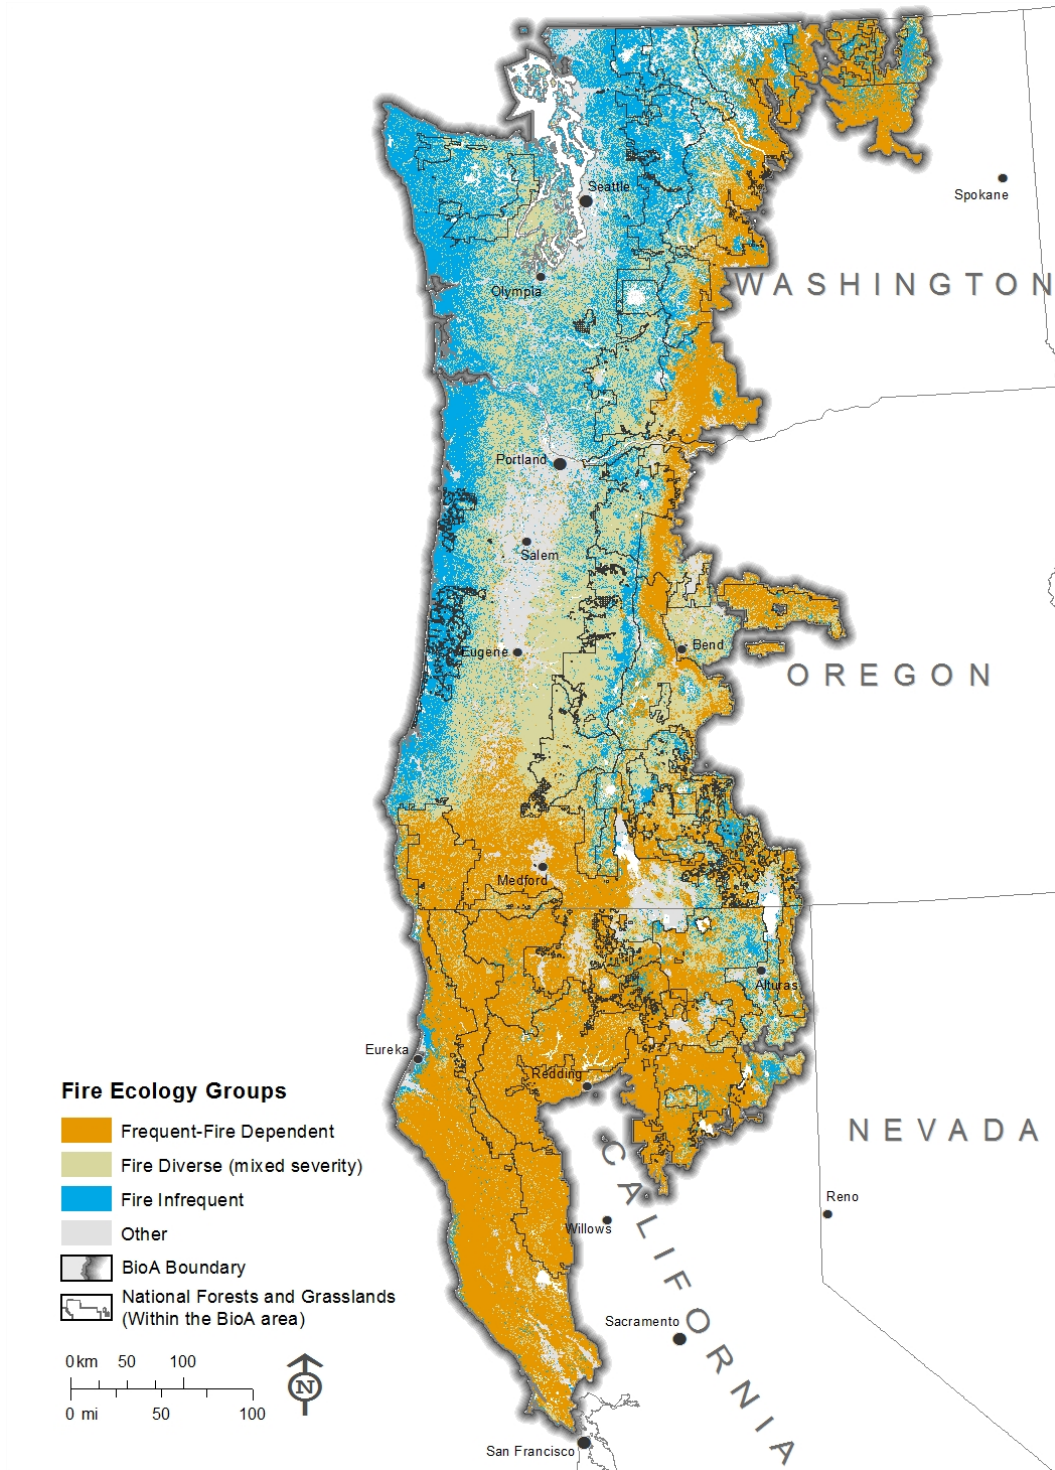 Seattle
Spokane
Olympia
WASHINGTON
Portland
Salem
Eugene
Bend
OREGON
Medford
Alturas
Eureka
Redding
Fire Ecology Groups
Frequent-Fire Dependent
Fire Diverse (mixed severity)
Fire Infrequent
Other
BioA Boundary
National Forests and Grasslands
(Within the BioA area)
NEVADA
CALIFORNIA
Reno
Willows
Sacramento
0 km 50 100
N
0 mi 50 100
San Francisco